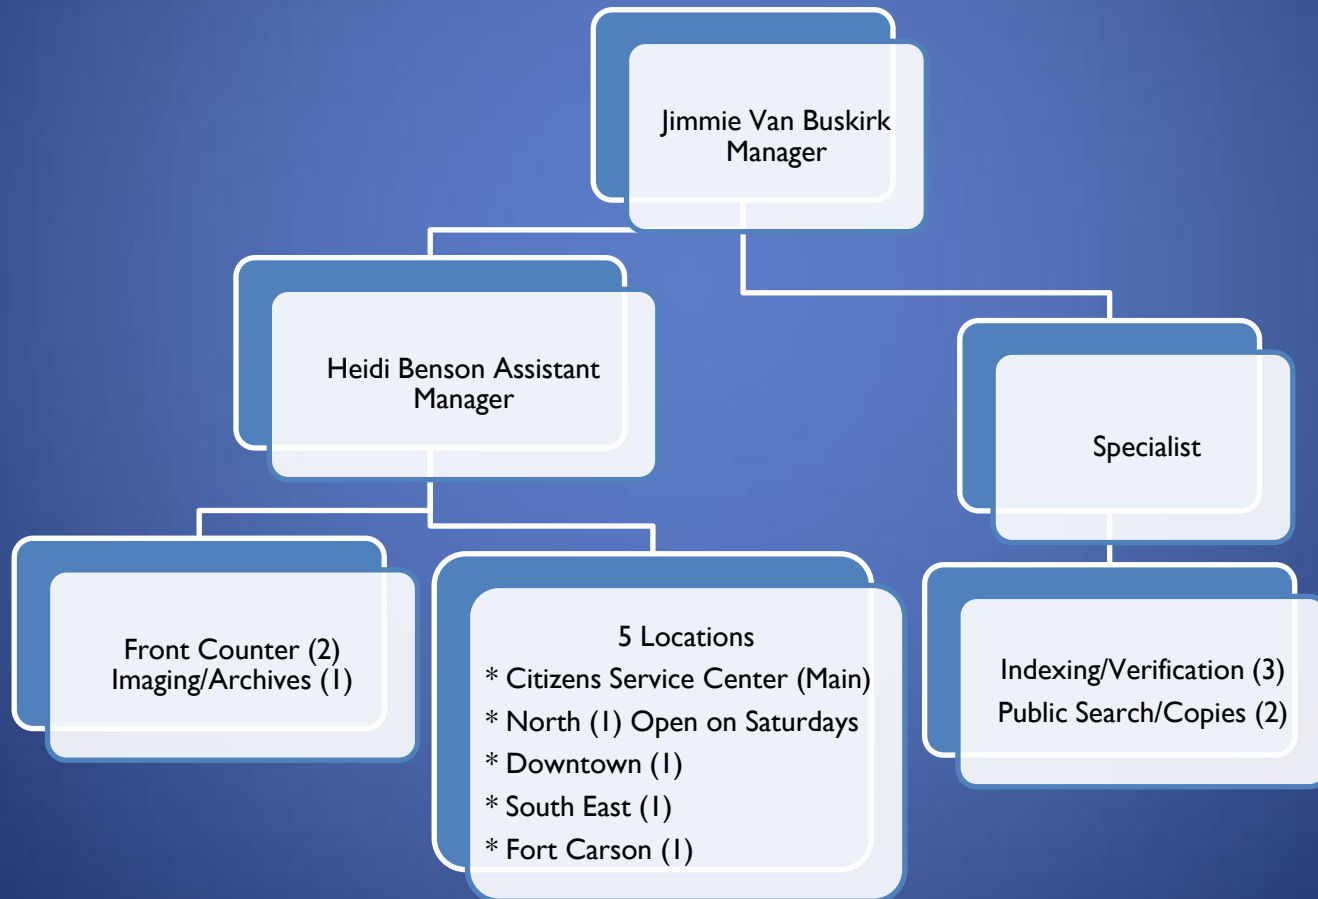 Jimmie Van Buskirk
Manager
Heidi Benson Assistant
Manager
Specialist
Front Counter (2)
Imaging/Archives (1)
5 Locations
* Citizens Service Center (Main)
* North (1) Open on Saturdays
* Downtown (1)
* South East (1)
* Fort Carson (1)
Indexing/Verification (3)
Public Search/Copies (2)